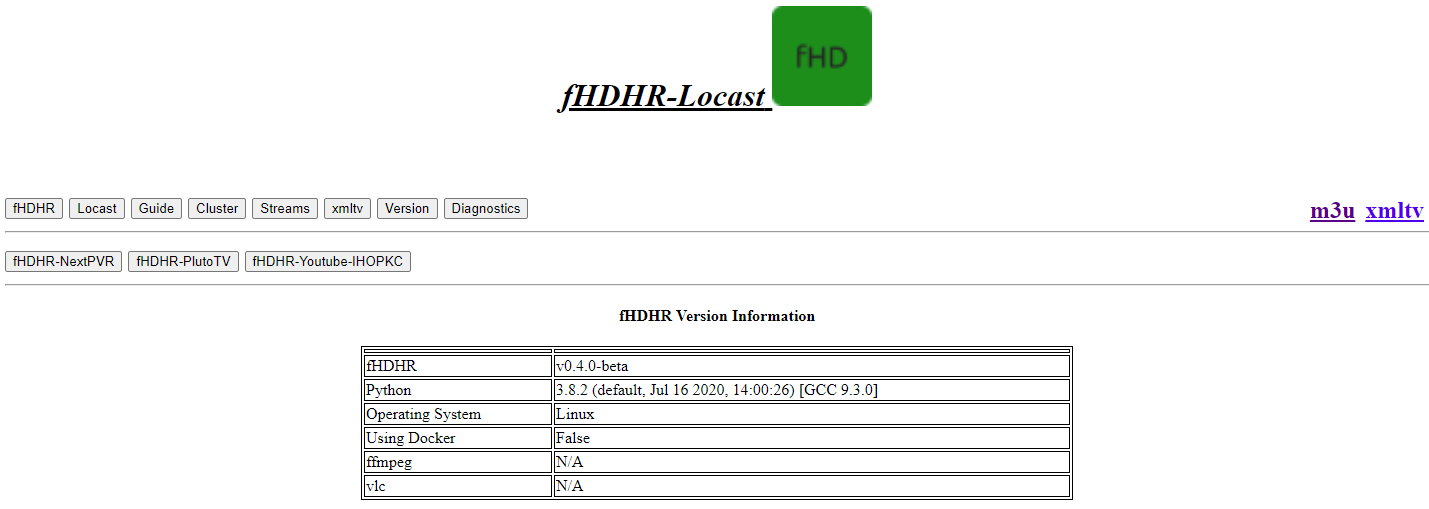 fHD
fHDHR-Locast
fHDHR Locast Guide Cluster Streams xmltv Version Diagnostics m3u xmltv
fHDHR-NextPVR fHDHR-PlutoTV fHDHR-Youtube-IHOPKC
fHDHR Version Information
fHDHR v0.4.0-beta
Python 3.8.2 (default, Jul 16 2020, 14:00:26) [GCC 9.3.0]
Operating System Linux
Using Docker False
ffmpeg N/A
vlc N/A